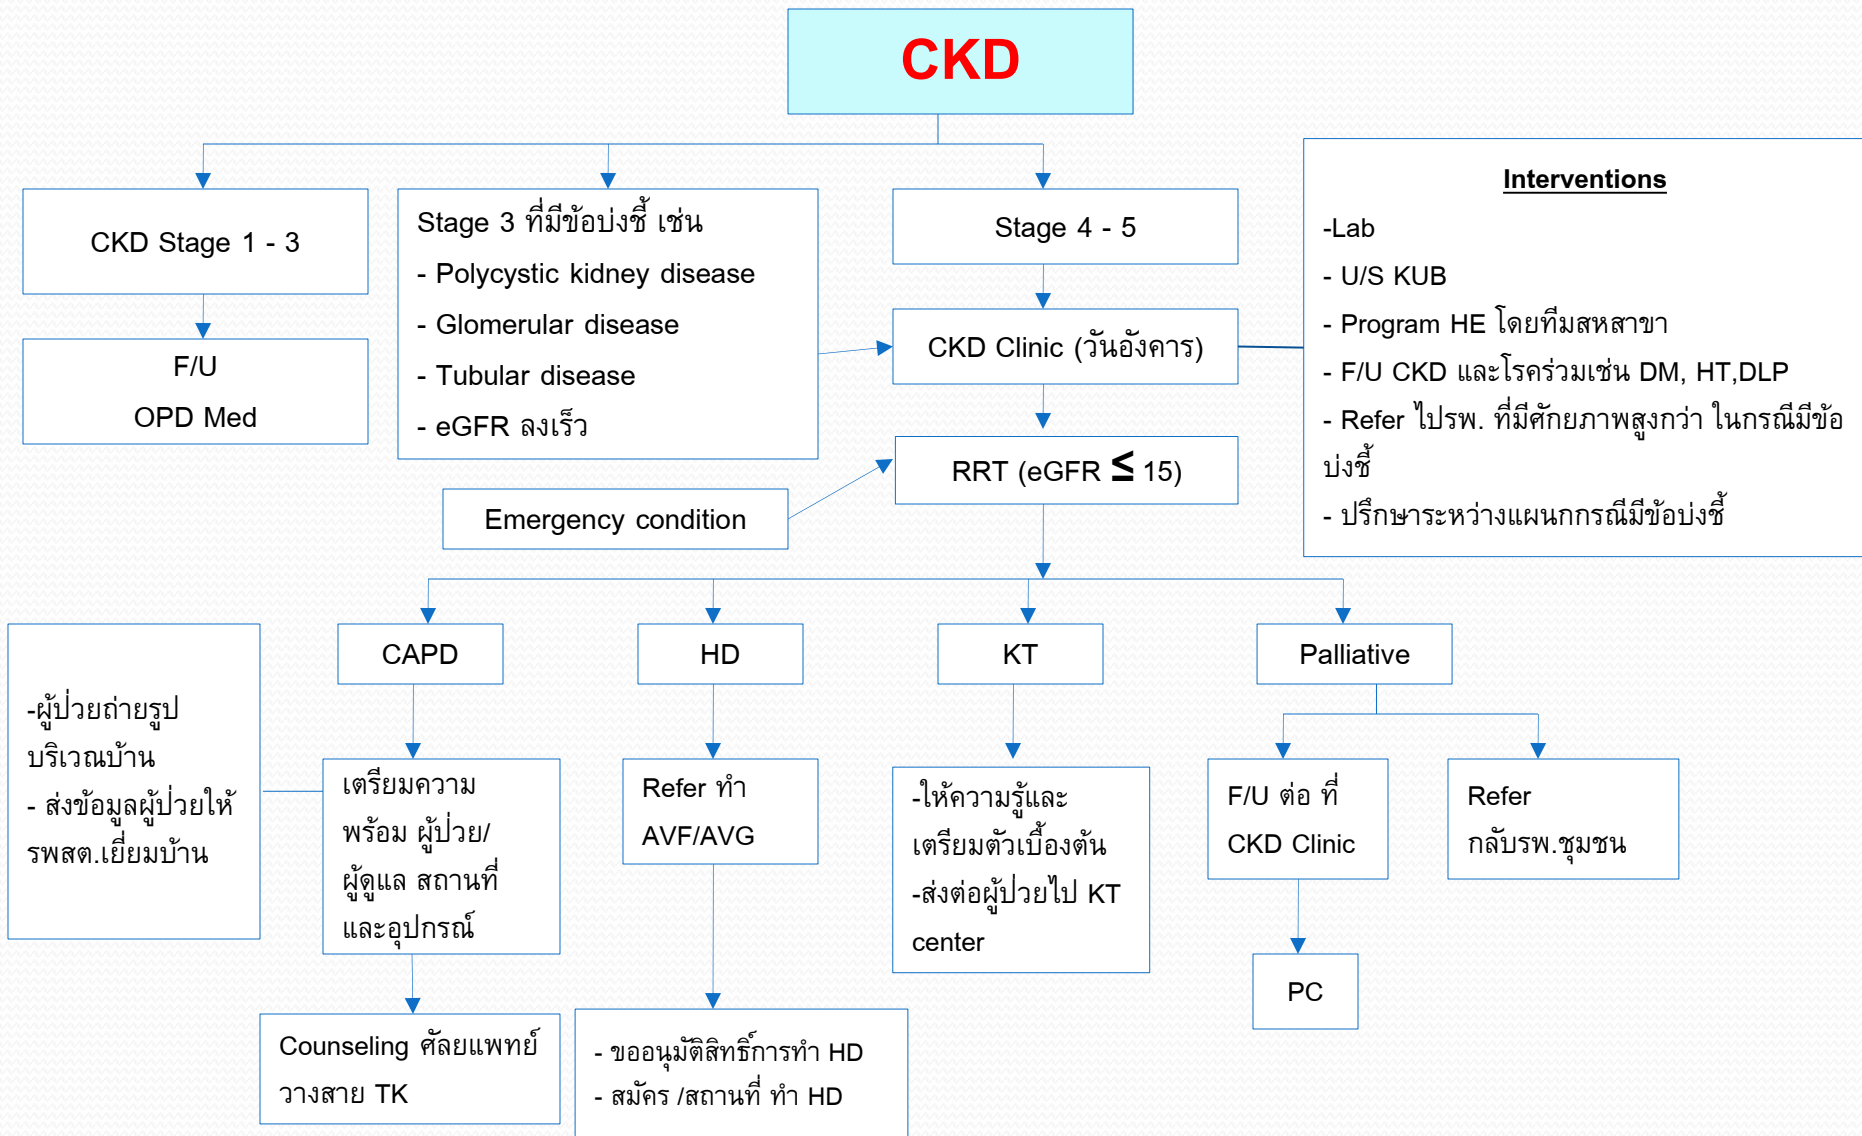 CKD
CKD Stage 1 - 3
F/U
OPD Med
Stage 3 ที่มีข้อบ่งชี้ เช่น
- Polycystic kidney disease
- Glomerular disease
- Tubular disease
- eGFR ลงเร็ว
Stage 4 - 5
CKD Clinic (วันอังคาร)
Interventions
-Lab
- U/S KUB
- Program HE โดยทีมสหสาขา
- F/U CKD และโรคร่วมเช่น DM, HT,DLP
- Refer ไปรพ. ที่มีศักยภาพสูงกว่า ในกรณีมีข้อ
บ่งชี้
- ปรึกษาระหว่างแผนกกรณีมีข้อบ่งชี้
Emergency condition
RRT (eGFR ≤ 15)
CAPD
HD
KT
Palliative
-ผู้ป่วยถ่ายรูป
บริเวณบ้าน
- ส่งข้อมูลผู้ป่วยให้
รพสต.เยี่ยมบ้าน
เตรียมความ
พร้อม ผู้ป่วย/
ผู้ดูแล สถานที่
และอุปกรณ์
Refer ทำ
AVF/AVG
-ให้ความรู้และ
เตรียมตัวเบื้องต้น
-ส่งต่อผู้ป่วยไป KT
center
F/U ต่อ ที่
CKD Clinic
Refer
กลับรพ.ชุมชน
PC
Counseling ศัลยแพทย์
วางสาย TK
- ขออนุมัติสิทธิ์การทำ HD
- สมัคร /สถานที่ ทำ HD